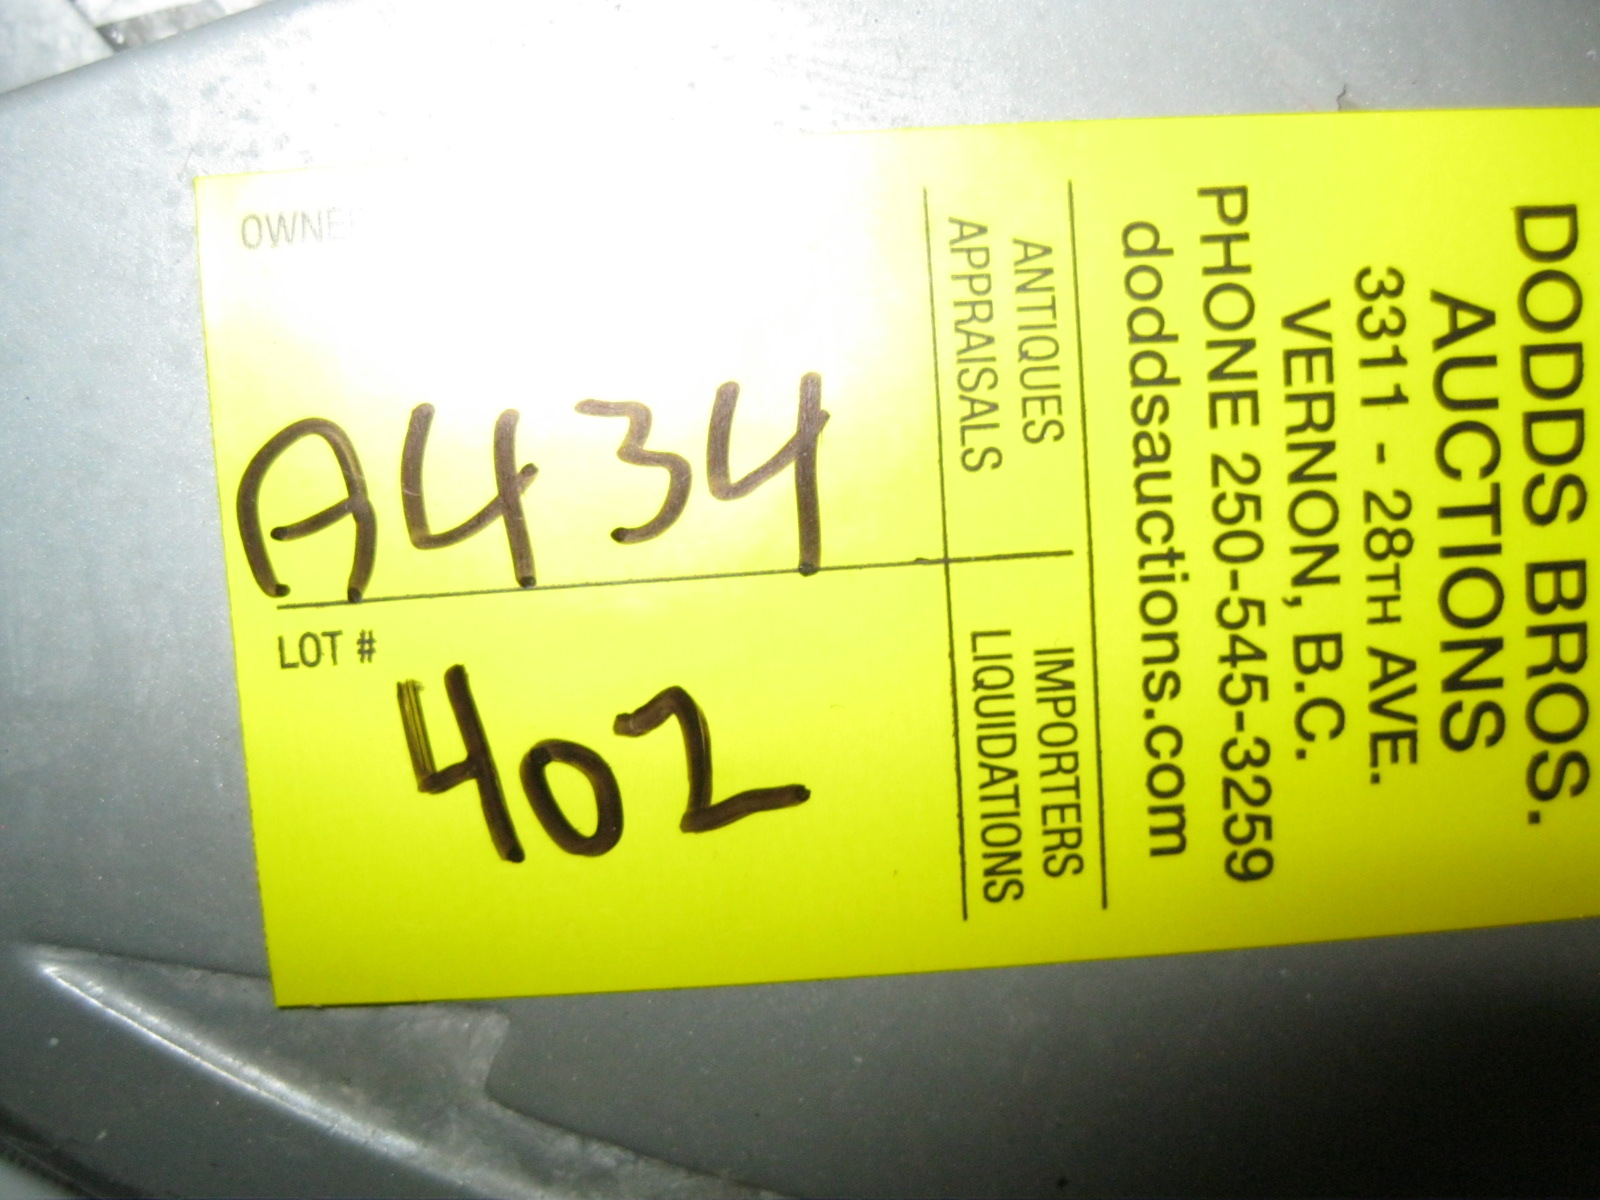 DODDS BROS.
AUCTIONS
3311 - 28TH AVE.
VERNON, B.C.
PHONE 250-545-3259
doddsauctions.com
ANTIQUES
APPRAISALS
IMPORTERS
LIQUIDATIONS
OWNER
A434
LOT #
402